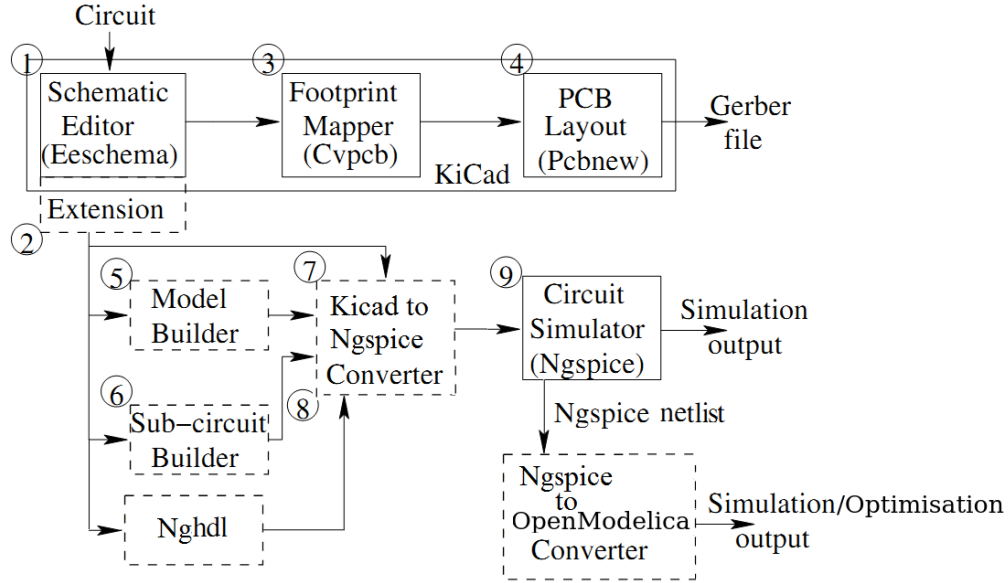 Circuit
1
3
4
Schematic
Editor
(Eeschema)
Footprint
Mapper
(Cvpcb)
PCB
Layout
(Pcbnew)
Gerber
file
KiCad
Extension
2
5
Model
Builder
6
Sub-circuit
Builder
Nghdl
7
Kicad to
Ngspice
Converter
8
9
Circuit
Simulator
(Ngspice)
Simulation
output
Ngspice netlist
Ngspice
to
OpenModelica
Converter
Simulation/Optimisation
output